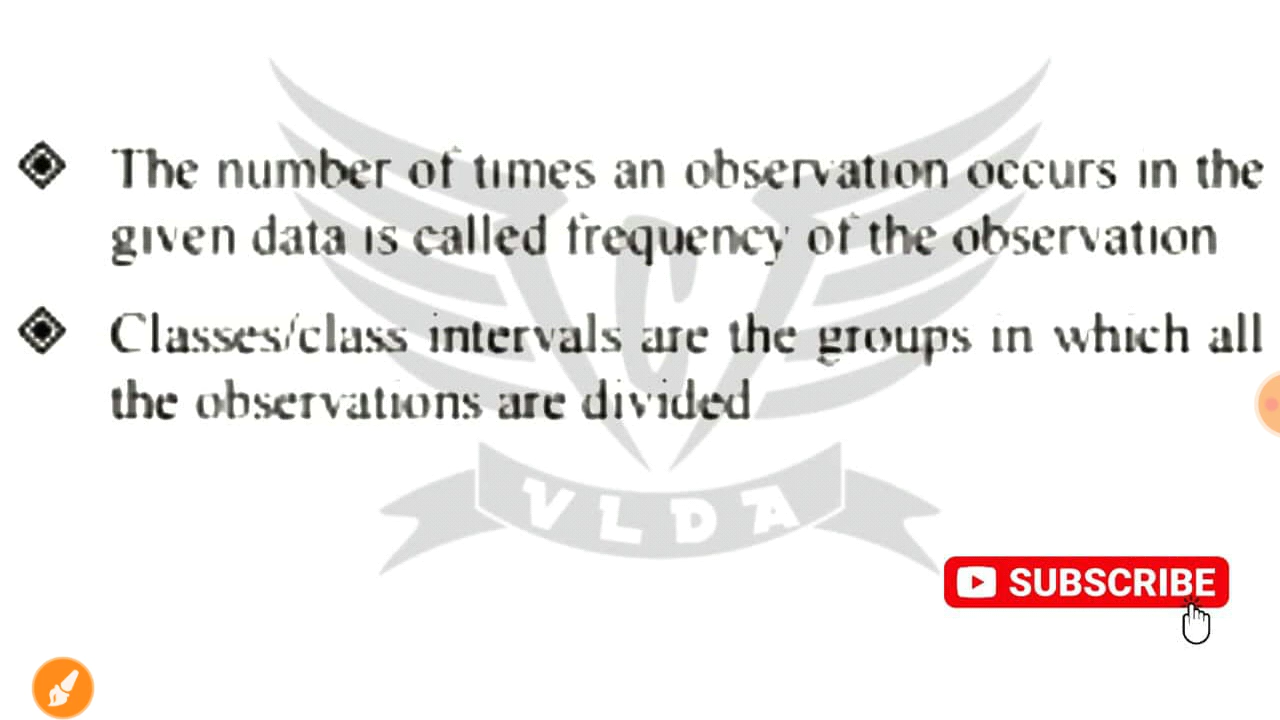 The number of times an observation occurs in the
given data is called frequency of the observation
Classes/class intervals are the groups in which all
the observations are divided
VLDA
SUBSCRIBE